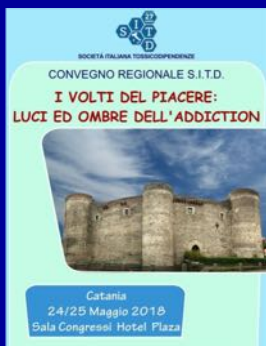 27
S I T D
SOCIETÀ ITALIANA TOSSICODIPENDENZE
CONVEGNO REGIONALE S.I.T.D.
I VOLTI DEL PIACERE:
LUCI ED OMBRE DELL'ADDICTION
Catania
24/25 Maggio 2018
Sala Congressi Hotel Plaza